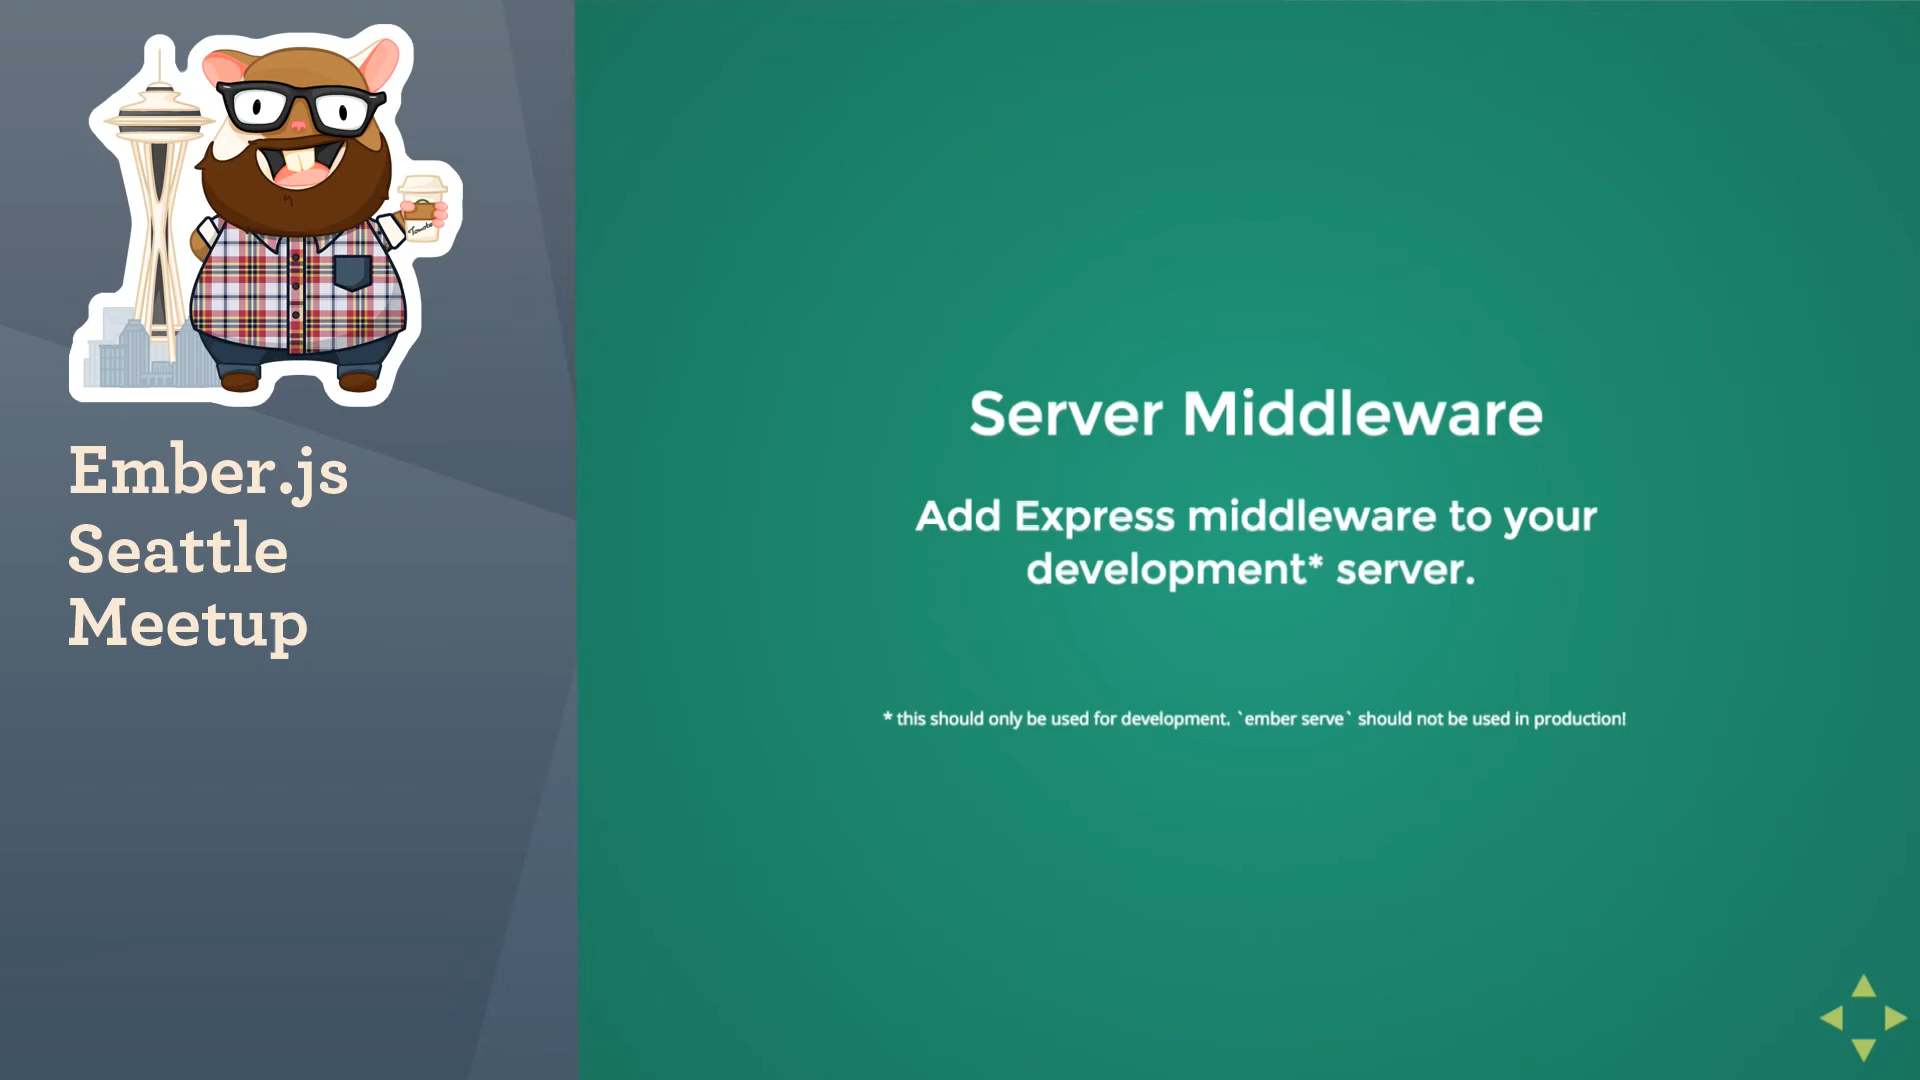 Tomster
Ember.js
Seattle
Meetup
Server Middleware
Add Express middleware to your
development* server.
* this should only be used for development. `ember serve` should not be used in production!